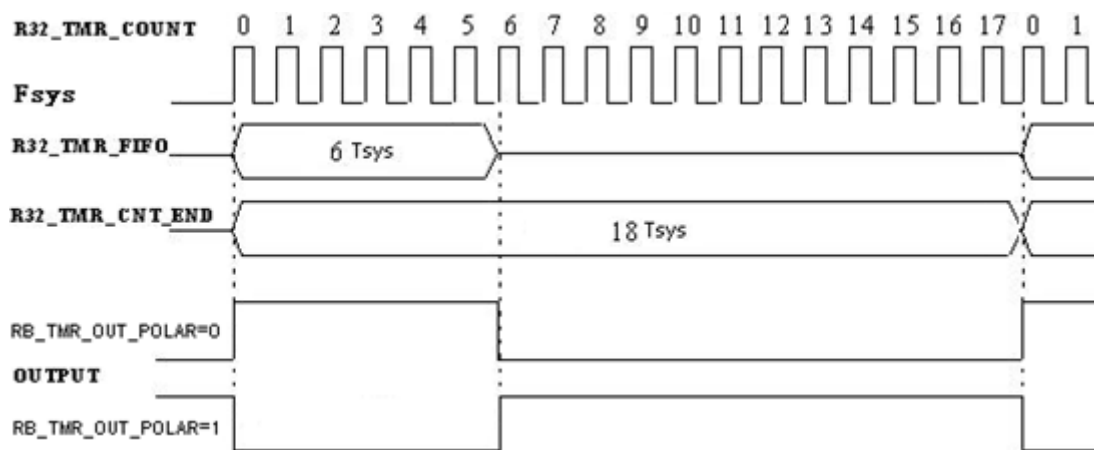 R32_TMR_COUNT 0 1 2 3 4 5 6 7 8 9 10 11 12 13 14 15 16 17 0 1
Fsys
R32_TMR_FIFO 6 Tsys
R32_TMR_CNT_END 18 Tsys
RB_TMR_OUT_POLAR=0
OUTPUT
RB_TMR_OUT_POLAR=1